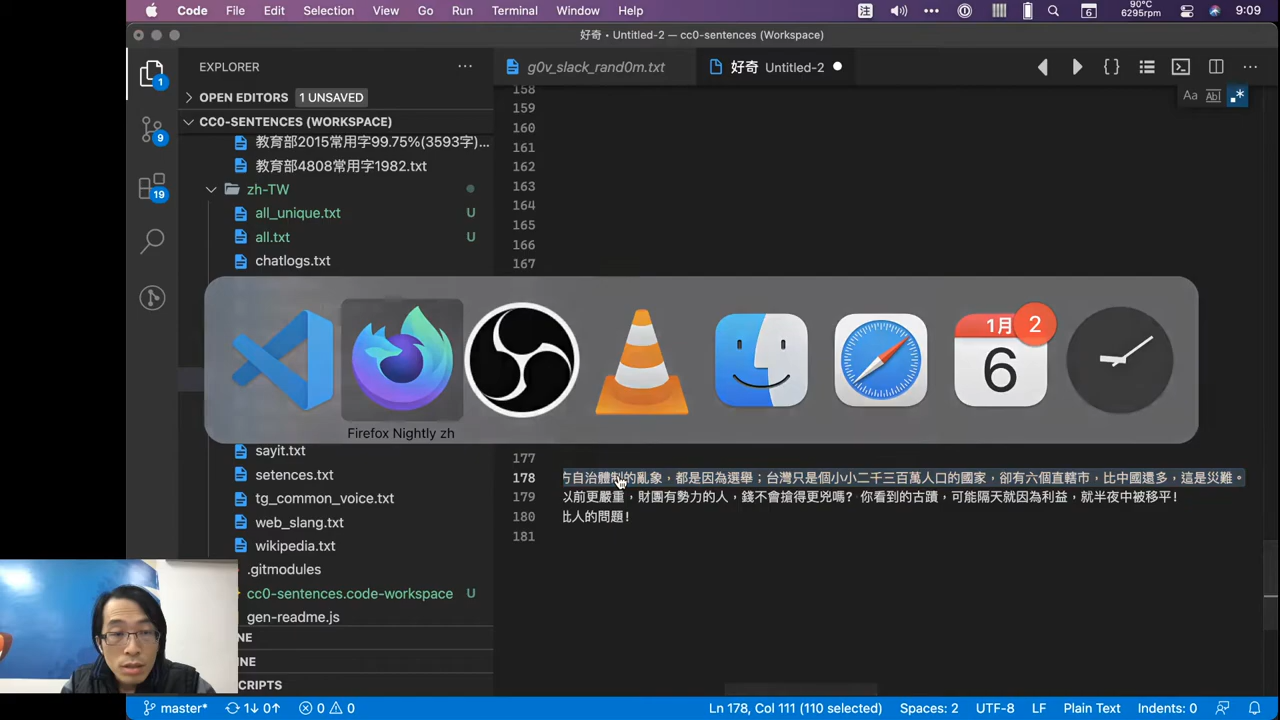 Code File Edit Selection View Go Run Terminal Window Help
注 6 90°C 6295rpm 9:09
好奇 • Untitled-2 — cc0-sentences (Workspace)
EXPLORER
g0v_slack_rand0m.txt
好奇 Untitled-2
OPEN EDITORS 1 UNSAVED
CC0-SENTENCES (WORKSPACE)
教育部2015常用字99.75%(3593字)...
教育部4808常用字1982.txt
zh-TW
all_unique.txt U
all.txt U
chatlogs.txt
1
9
19
Aa Ab
158
159
160
161
162
163
164
165
166
167
1月 2
6
Firefox Nightly zh
sayit.txt
setences.txt
tg_common_voice.txt
web_slang.txt
wikipedia.txt
.gitmodules
cc0-sentences.code-workspace U
gen-readme.js
NE
NE
SCRIPTS
177
178 方自治體制的亂象，都是因為選舉；台灣只是個小小二千三百萬人口的國家，卻有六個直轄市，比中國還多，這是災難。
179 以前更嚴重，財團有勢力的人，錢不會搶得更兇嗎? 你看到的古蹟，可能隔天就因為利益，就半夜中被移平!
180 批人的問題!
181
master* 1↓ 0↑ 0 0
Ln 178, Col 111 (110 selected) Spaces: 2 UTF-8 LF Plain Text Indents: 0